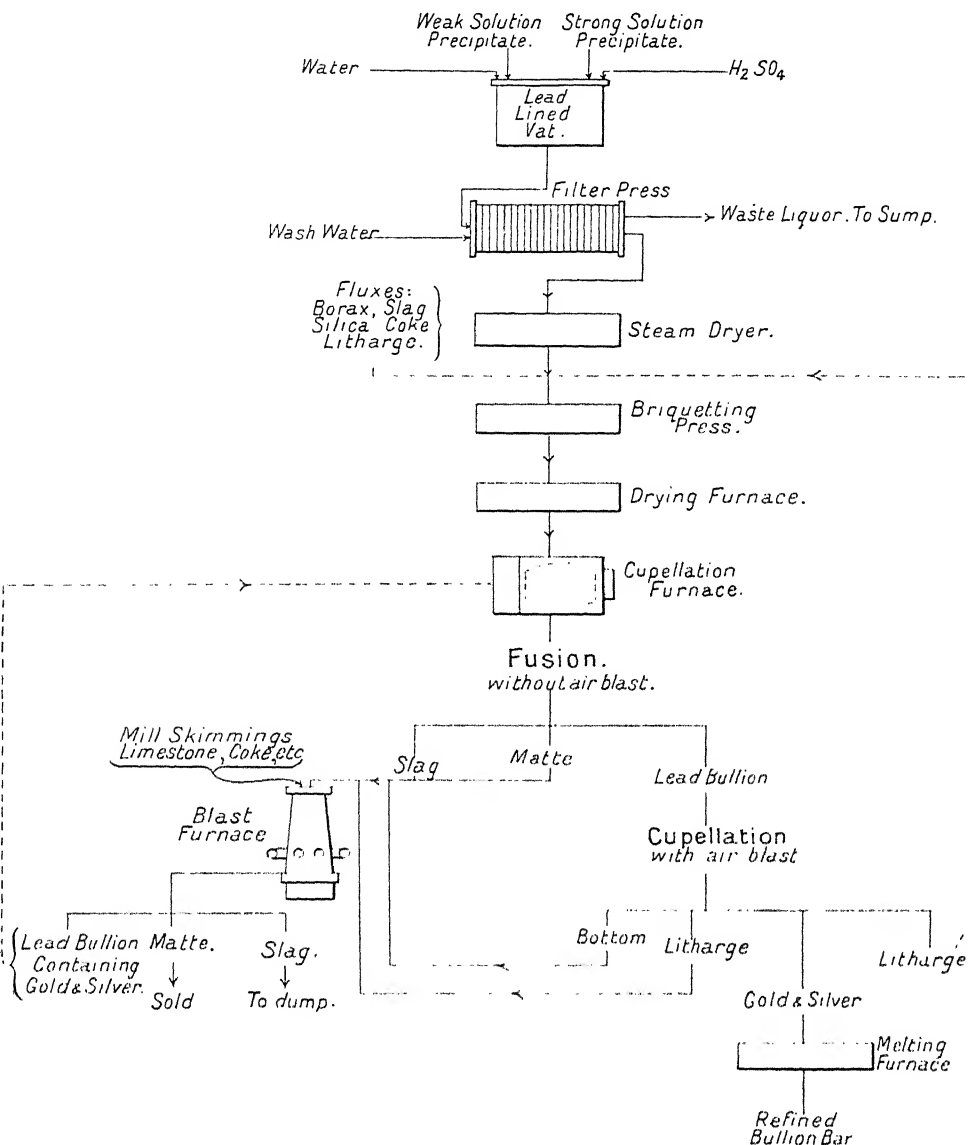 Weak Solution
Precipitate.
Strong Solution
Precipitate.
Water
H2 SO4
Lead
Lined
Vat.
Filter Press
Waste Liquor. To Sump.
Wash Water
Fluxes:
Borax, Slag
Silica Coke
Litharge.
Steam Dryer.
Briquetting
Press.
Drying Furnace.
Cupellation
Furnace.
Fusion.
without air blast.
Mill Skimmings
Limestone, Coke, etc
Slag
Matte
Lead Bullion
Blast
Furnace
Cupellation
with air blast
Lead Bullion
Containing
Gold & Silver.
Matte.
Sold
Slag.
To dump.
Bottom
Litharge
Litharge
Gold & Silver
Melting
Furnace
Refined
Bullion Bar